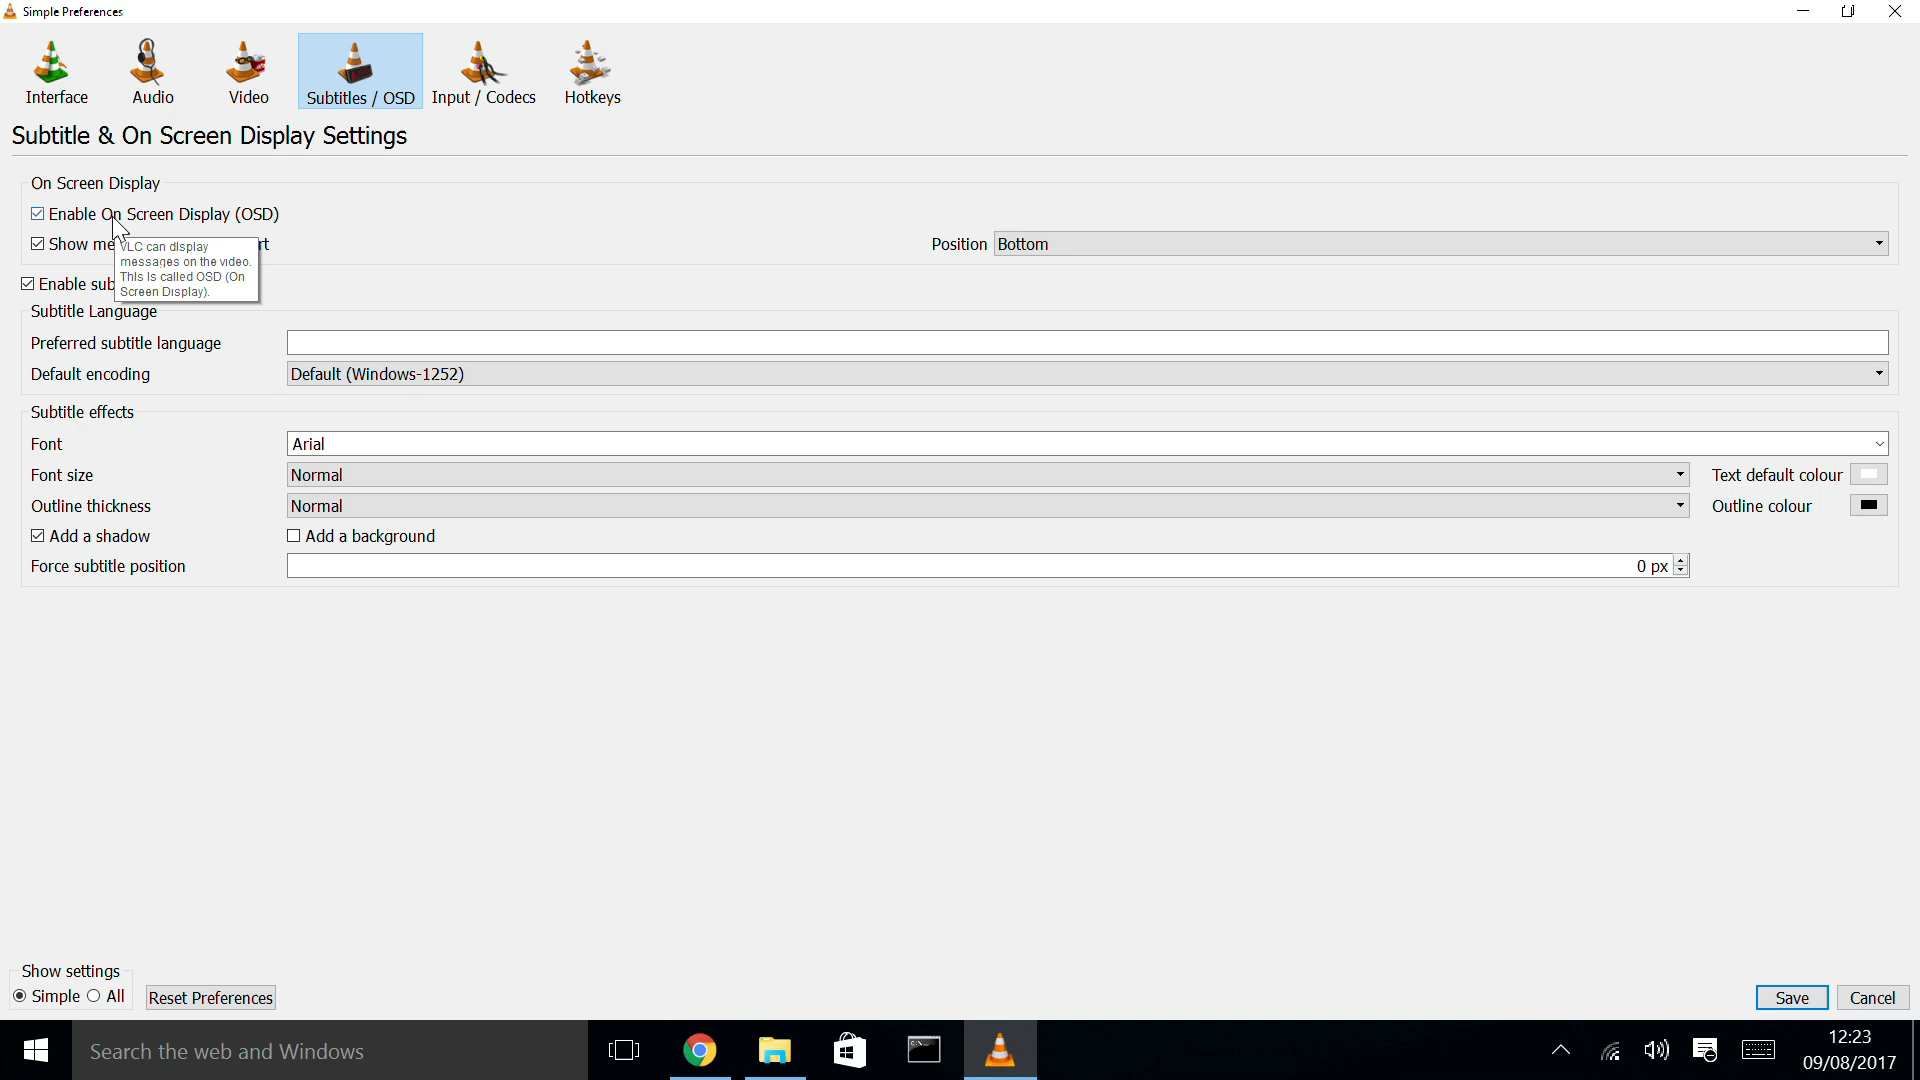 Simple Preferences
Interface Audio Video Subtitles / OSD Input / Codecs Hotkeys
Subtitle & On Screen Display Settings
On Screen Display
Enable On Screen Display (OSD)
Show me rt Position Bottom
VLC can display
messages on the video.
This is called OSD (On
Screen Display).
Enable sub
Subtitle Language
Preferred subtitle language
Default encoding Default (Windows-1252)
Subtitle effects
Font Arial
Font size Normal Text default colour
Outline thickness Normal Outline colour
Add a shadow Add a background
Force subtitle position 0 px
Show settings
Simple All Reset Preferences Save Cancel
Search the web and Windows
12:23
09/08/2017